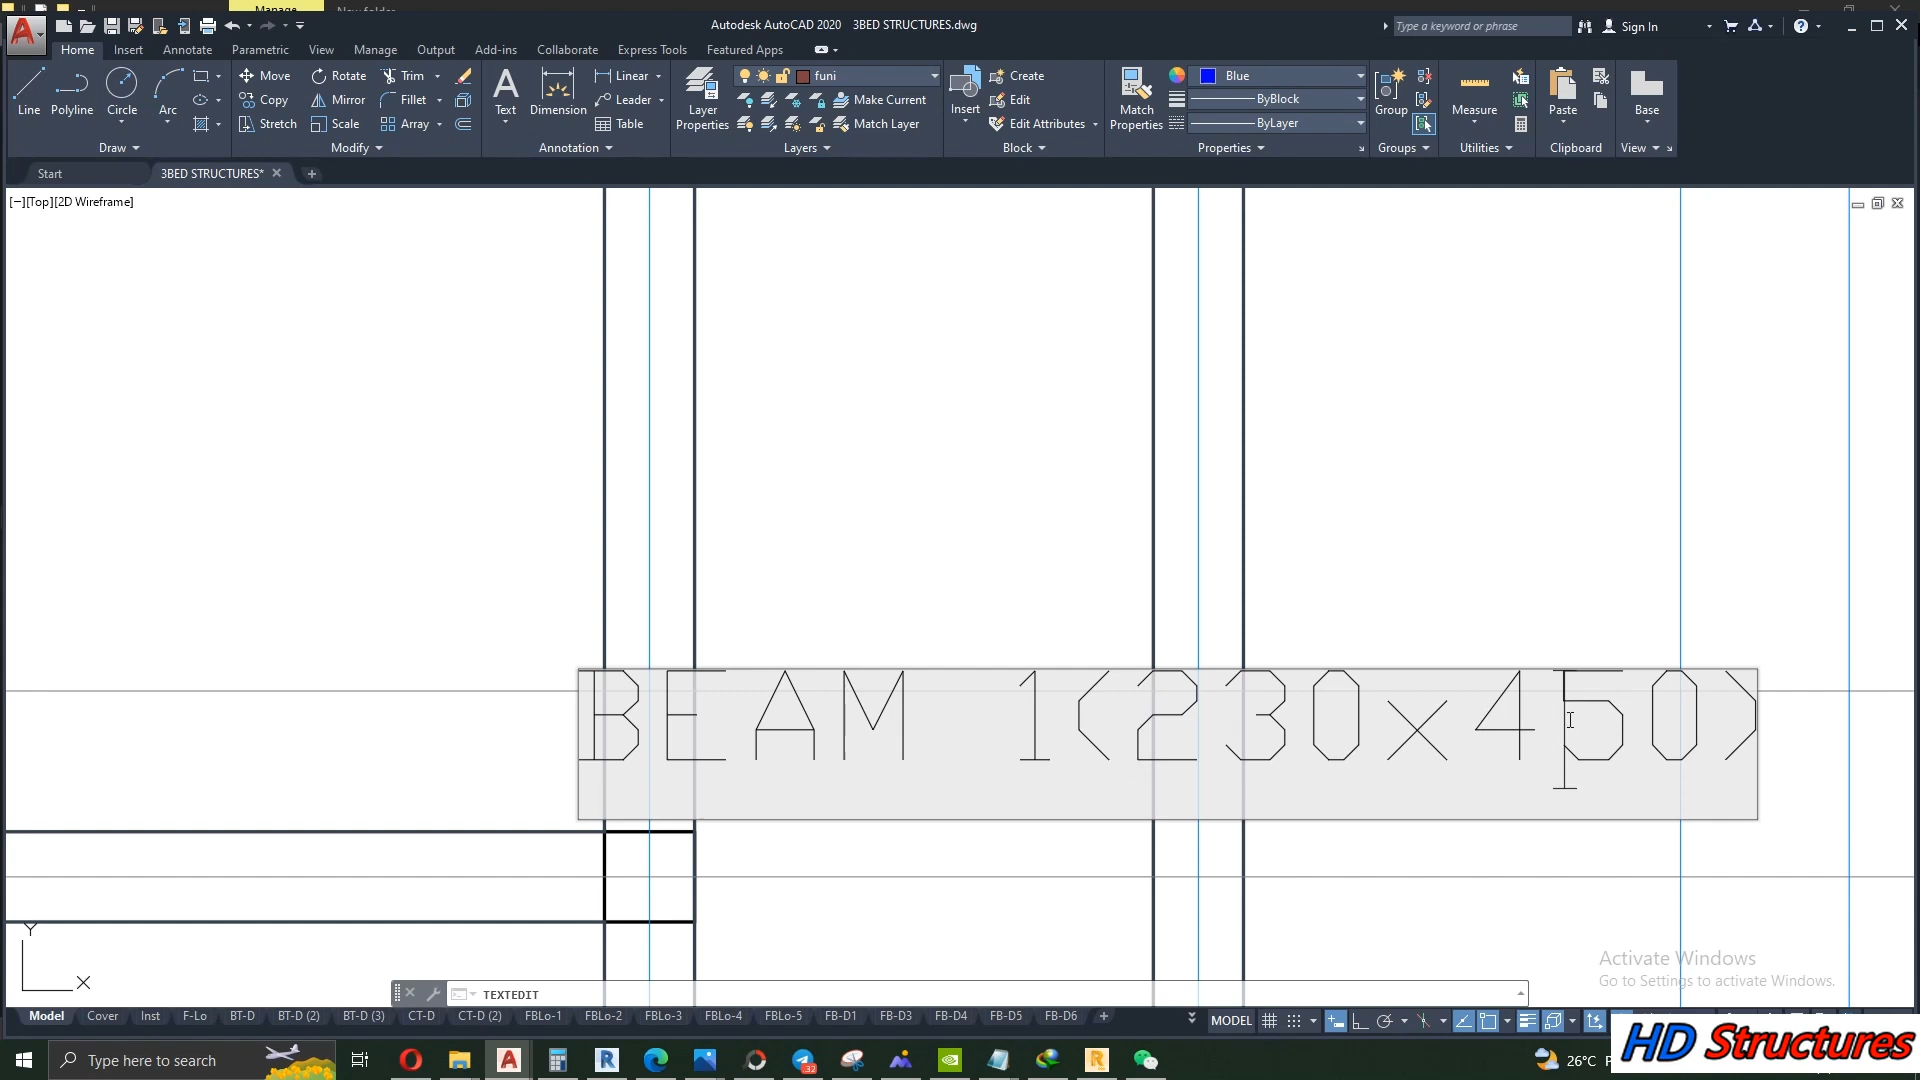 Manage
New folder
Autodesk AutoCAD 2020 3BED STRUCTURES.dwg
Type a keyword or phrase
Sign In
Home Insert Annotate Parametric View Manage Output Add-ins Collaborate Express Tools Featured Apps
Line
Polyline
Circle
Arc
Draw
Move
Rotate
Trim
Copy
Mirror
Fillet
Stretch
Scale
Array
Modify
Text
Dimension
Linear
Leader
Table
Annotation
Layer
Properties
funi
Make Current
Match Layer
Layers
Insert
Create
Edit
Edit Attributes
Block
Match
Properties
Blue
ByBlock
ByLayer
Properties
Group
Groups
Measure
Utilities
Paste
Clipboard
Base
View
Start
3BED STRUCTURES*
[−][Top][2D Wireframe]
BEAM 1(230x450)
Y
X
TEXTEDIT
Activate Windows
Go to Settings to activate Windows.
Model Cover Inst F-Lo BT-D BT-D (2) BT-D (3) CT-D CT-D (2) FBLo-1 FBLo-2 FBLo-3 FBLo-4 FBLo-5 FB-D1 FB-D3 FB-D4 FB-D5 FB-D6
MODEL
Type here to search
32
26°C
HD Structures